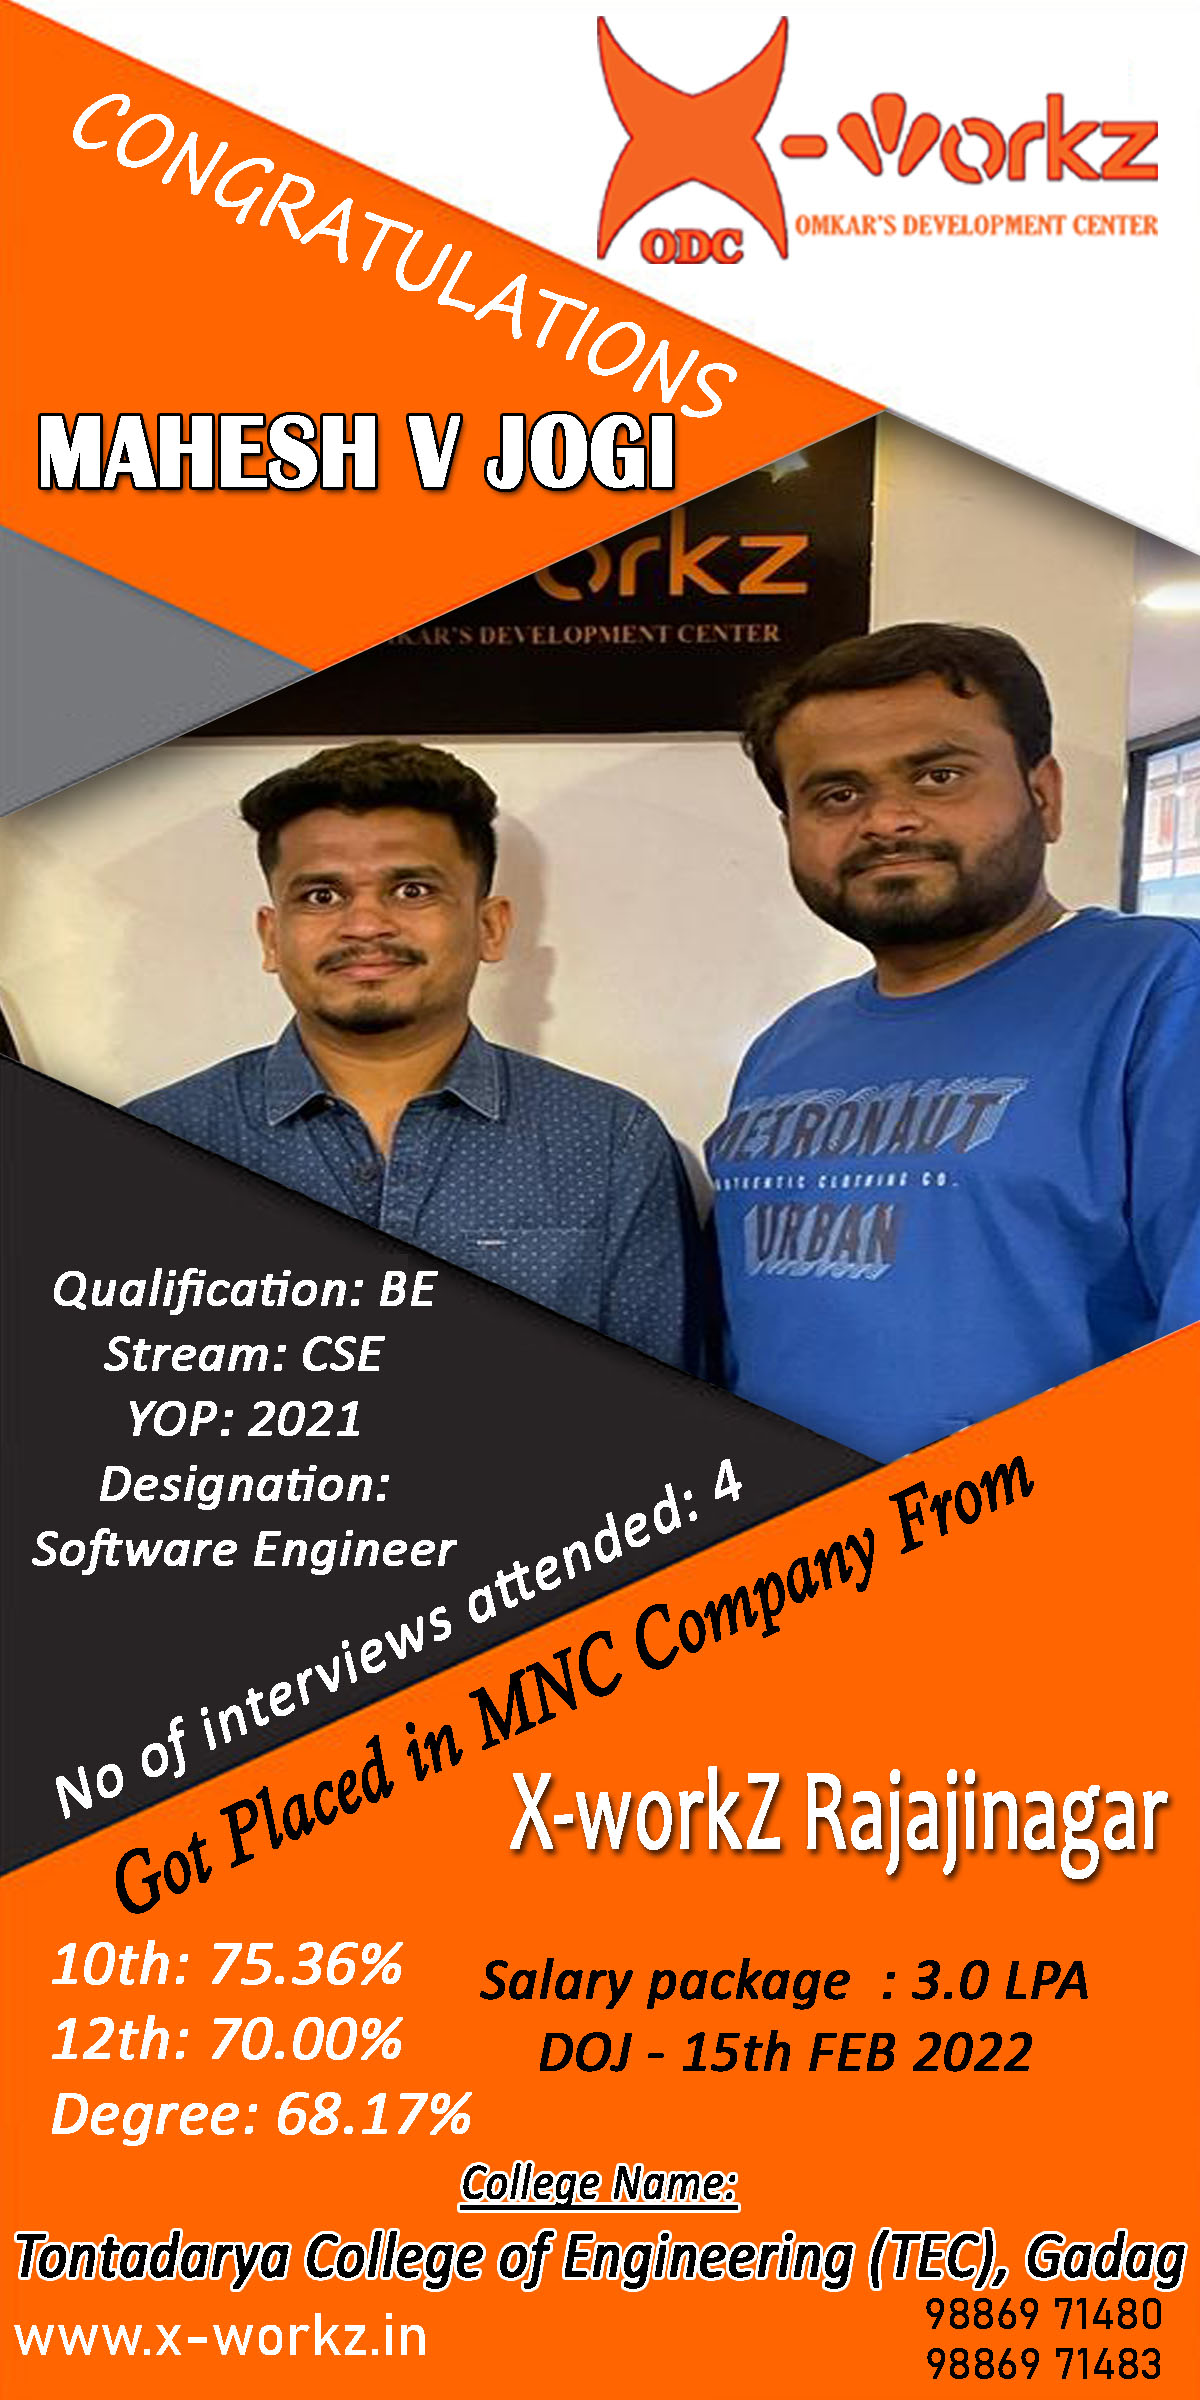 X-workz
ODC
OMKAR'S DEVELOPMENT CENTER
CONGRATULATIONS
MAHESH V JOGI
orkz
KAR'S DEVELOPMENT CENTER
METRONAUT
AUTHENTIC CLOTHING CO.
URBAN
Qualification: BE
Stream: CSE
YOP: 2021
Designation:
Software Engineer
No of interviews attended: 4
Got Placed in MNC Company From
X-workZ Rajajinagar
10th: 75.36%
12th: 70.00%
Degree: 68.17%
Salary package : 3.0 LPA
DOJ - 15th FEB 2022
College Name:
Tontadarya College of Engineering (TEC), Gadag
www.x-workz.in
98869 71480
98869 71483